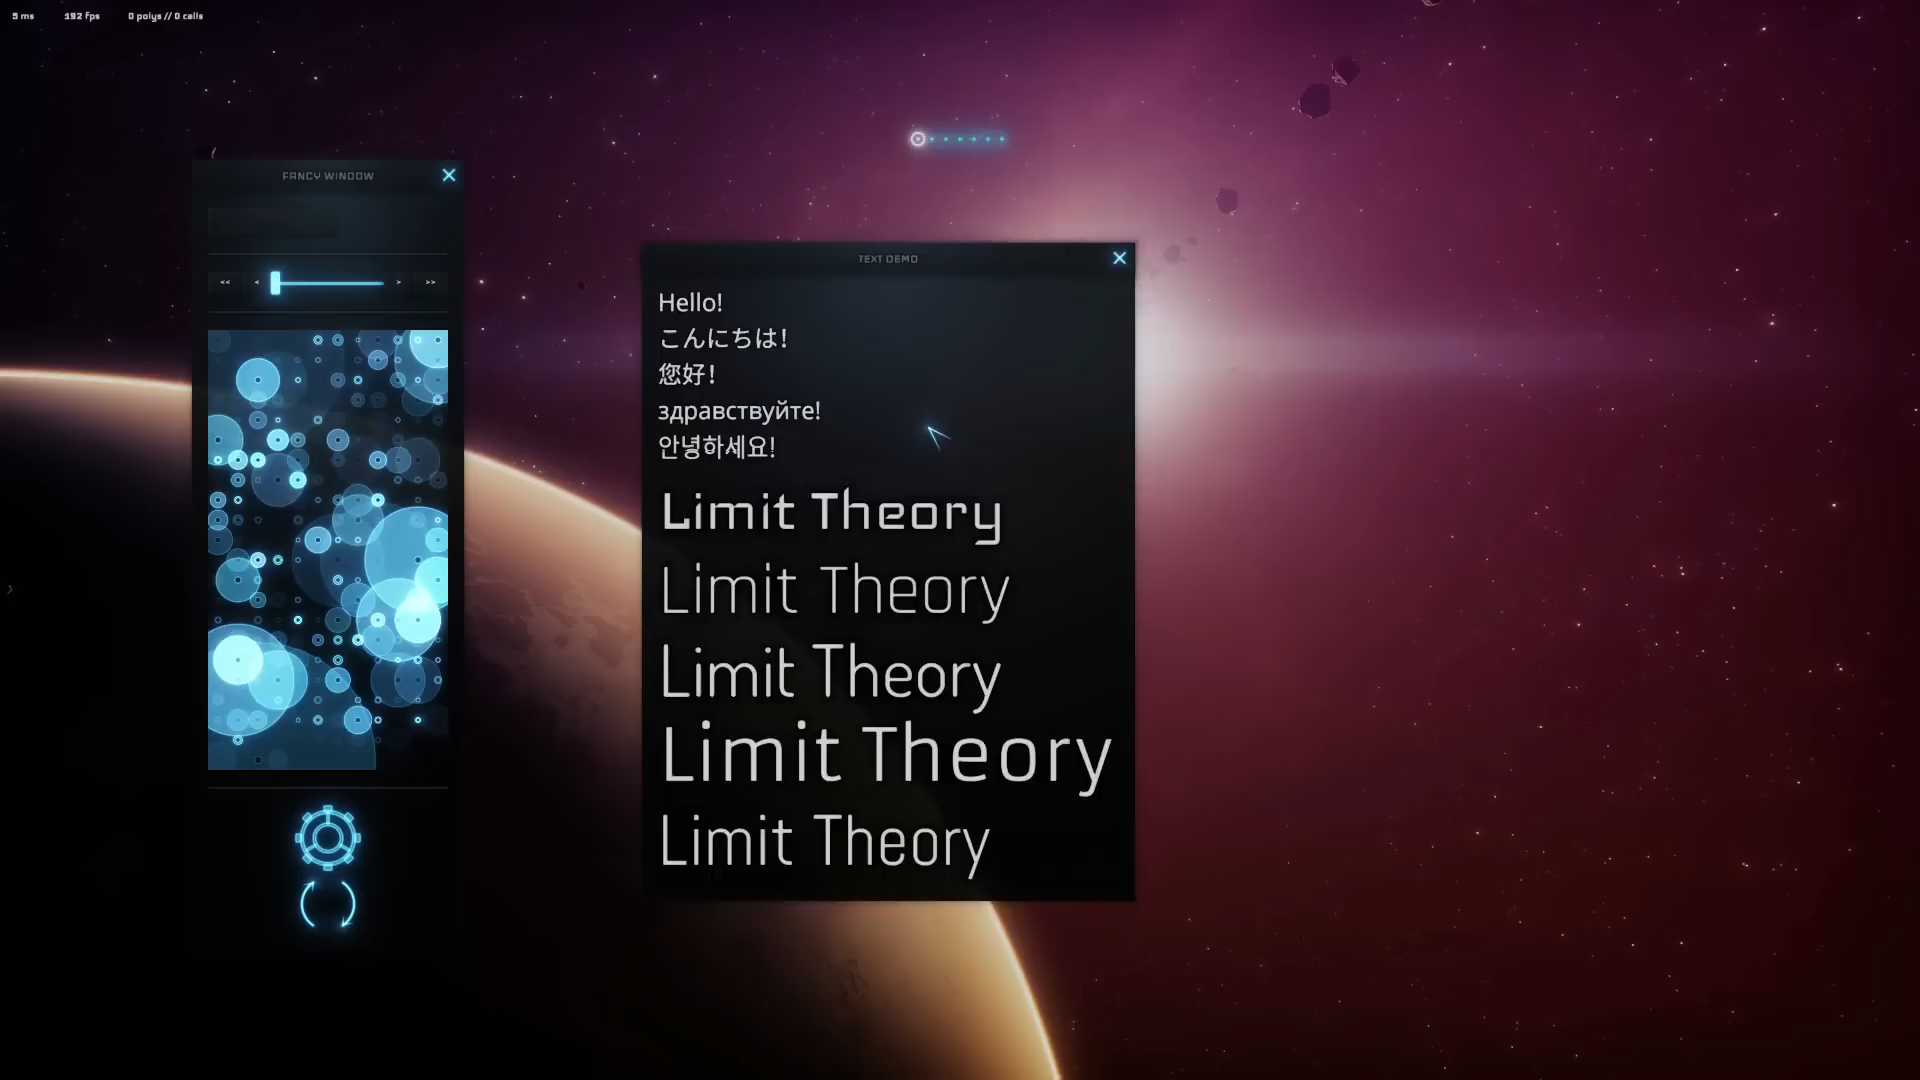 5 ms 192 fps 0 polys // 0 calls
FANCY WINDOW
<< < > >>
TEXT DEMO
Hello!
こんにちは!
您好!
здравствуйте!
안녕하세요!
Limit Theory
Limit Theory
Limit Theory
Limit Theory
Limit Theory